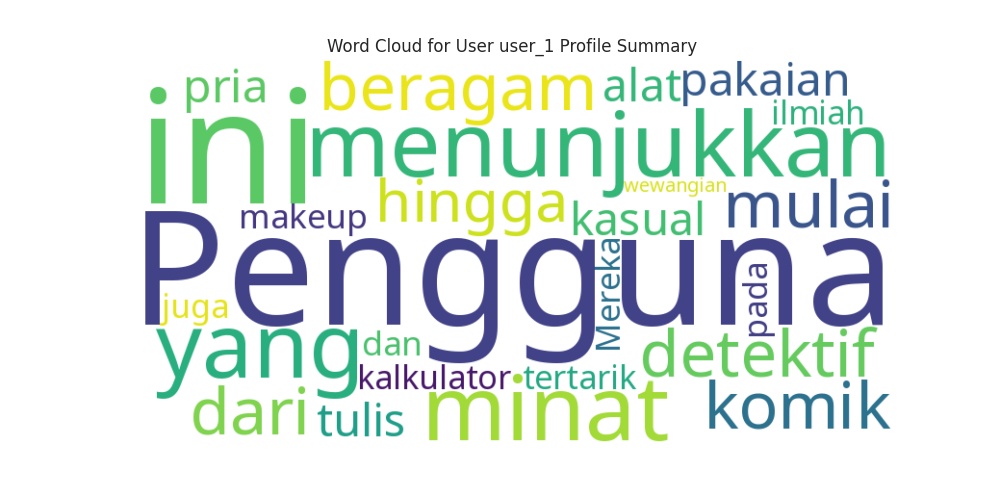 Word Cloud for User user_1 Profile Summary
pria
beragam
alat
pakaian
ilmiah
ini
menunjukkan
wewangian
hingga
makeup
kasual
mulai
Pengguna
Mereka
pada
juga
yang
dan
detektif
kalkulator
tertarik
dari
tulis
minat
komik